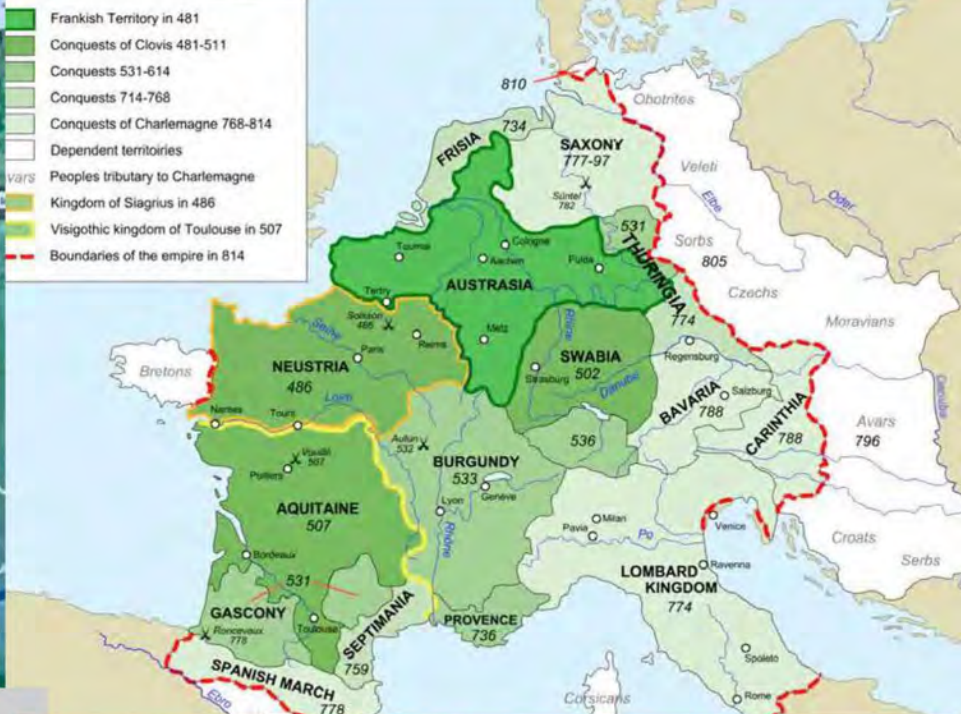 Frankish Territory in 481
Conquests of Clovis 481-511
Conquests 531-614
Conquests 714-768
Conquests of Charlemagne 768-814
Dependent territoiries
vars Peoples tributary to Charlemagne
Kingdom of Siagrius in 486
Visigothic kingdom of Toulouse in 507
Boundaries of the empire in 814
810
Obotrites
734
FRISIA
SAXONY
777-97
Süntel
782
Veleti
Elbe
Oder
531
THURINGIA
Sorbs
805
Tournai
Cologne
Aachen
Fulda
AUSTRASIA
Czechs
Tertry
774
Moravians
Soisson
486
Seine
Reims
Metz
Rhine
Paris
NEUSTRIA
486
SWABIA
502
Strasburg
Regensburg
Bretons
Danube
Salzburg
Danube
Loire
BAVARIA
788
CARINTHIA
788
Nantes
Tours
Avars
796
Autun
532
536
Vouillé
507
Poitiers
BURGUNDY
533
Genève
AQUITAINE
507
Lyon
Rhône
Milan
Pavia
Po
Venice
Croats
Serbs
Bordeaux
531
LOMBARD
KINGDOM
774
Ravenna
GASCONY
Roncevaux
778
Toulouse
SEPTIMANIA
759
PROVENCE
736
SPANISH MARCH
778
Ebro
Spoleto
Corsicans
Rome